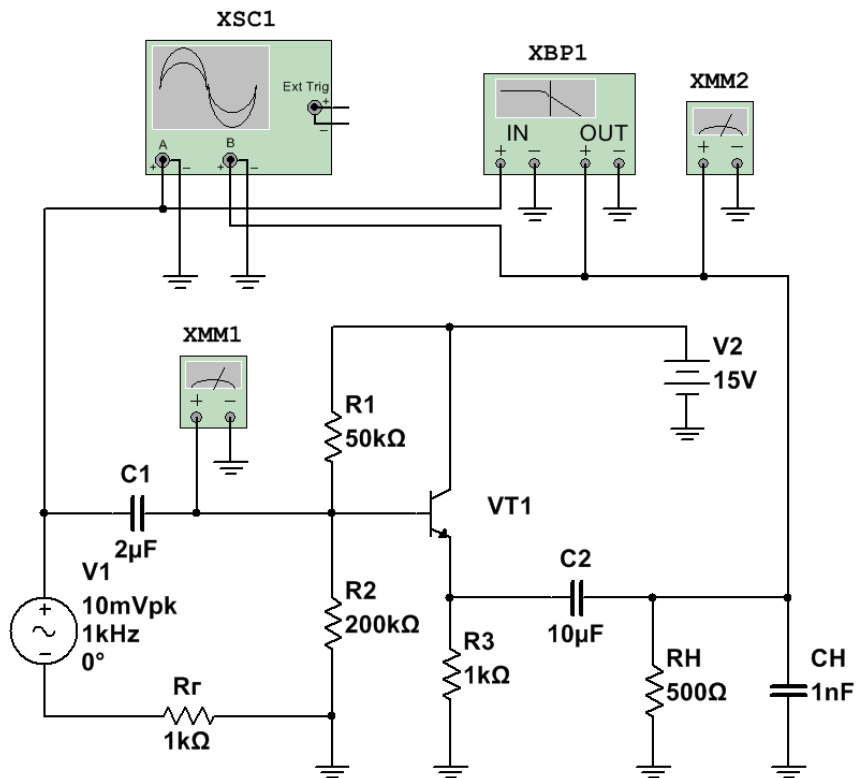 XSC1
XBP1
XMM2
Ext Trig
+
−
A
B
+
−
+
−
IN
OUT
+
−
+
−
+
−
XMM1
+
−
V2
15V
R1
50kΩ
C1
2µF
VT1
V1
10mVpk
1kHz
0°
+
−
R2
200kΩ
C2
10µF
R3
1kΩ
RH
500Ω
CH
1nF
Rг
1kΩ